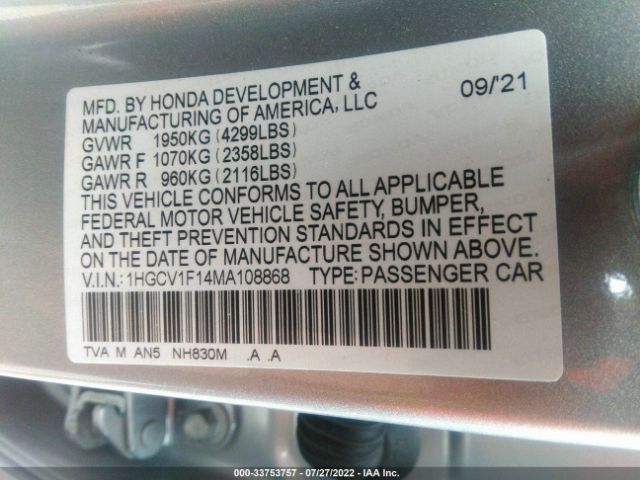 MFD. BY HONDA DEVELOPMENT & 09/'21
MANUFACTURING OF AMERICA, LLC
GVWR 1950KG (4299LBS)
GAWR F 1070KG (2358LBS)
GAWR R 960KG (2116LBS)
THIS VEHICLE CONFORMS TO ALL APPLICABLE
FEDERAL MOTOR VEHICLE SAFETY, BUMPER,
AND THEFT PREVENTION STANDARDS IN EFFECT
ON THE DATE OF MANUFACTURE SHOWN ABOVE.
V.I.N.: 1HGCV1F14MA108868 TYPE: PASSENGER CAR
TVA M AN5 NH830M .A .A
000-33753757 - 07/27/2022 - IAA Inc.